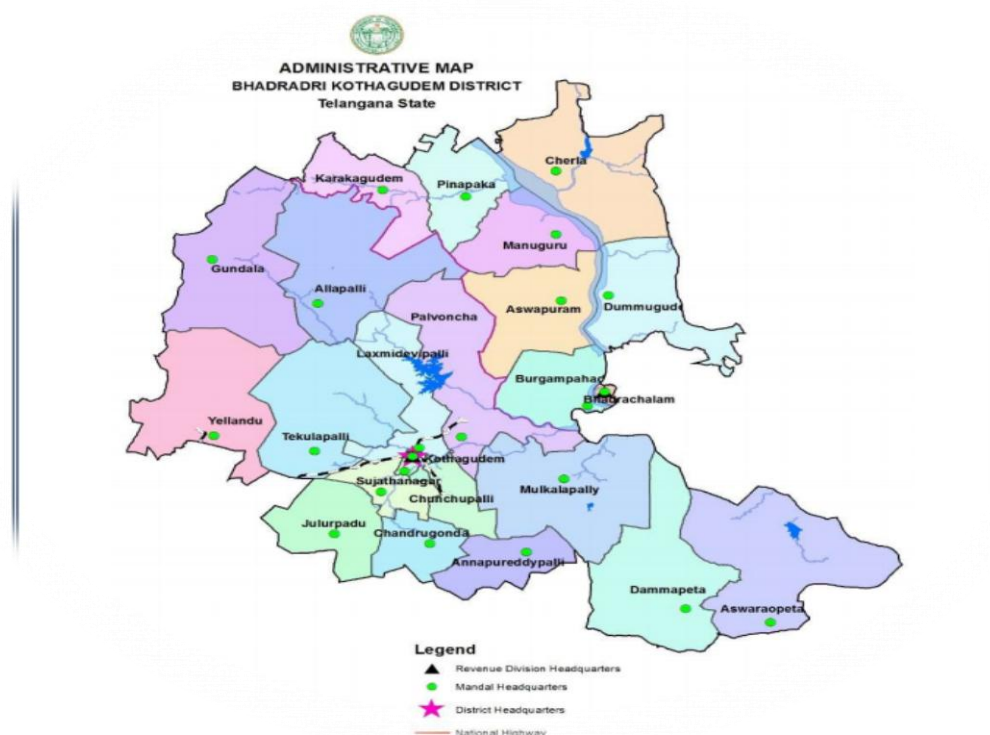 ADMINISTRATIVE MAP
BHADRADRI KOTHAGUDEM DISTRICT
Telangana State
Cherla
Karakagudem
Pinapaka
Manuguru
Gundala
Allapalli
Aswapuram
Dummugud
Palvoncha
Laxmidevipalli
Burgampahad
Bhadrachalam
Yellandu
Tekulapalli
Kothagudem
Sujathanagar
Mulkalapally
Chunchupalli
Julurpadu
Chandrugonda
Annapureddypalli
Dammapeta
Aswaraopeta
Legend
Revenue Division Headquarters
Mandal Headquarters
District Headquarters
National Highway